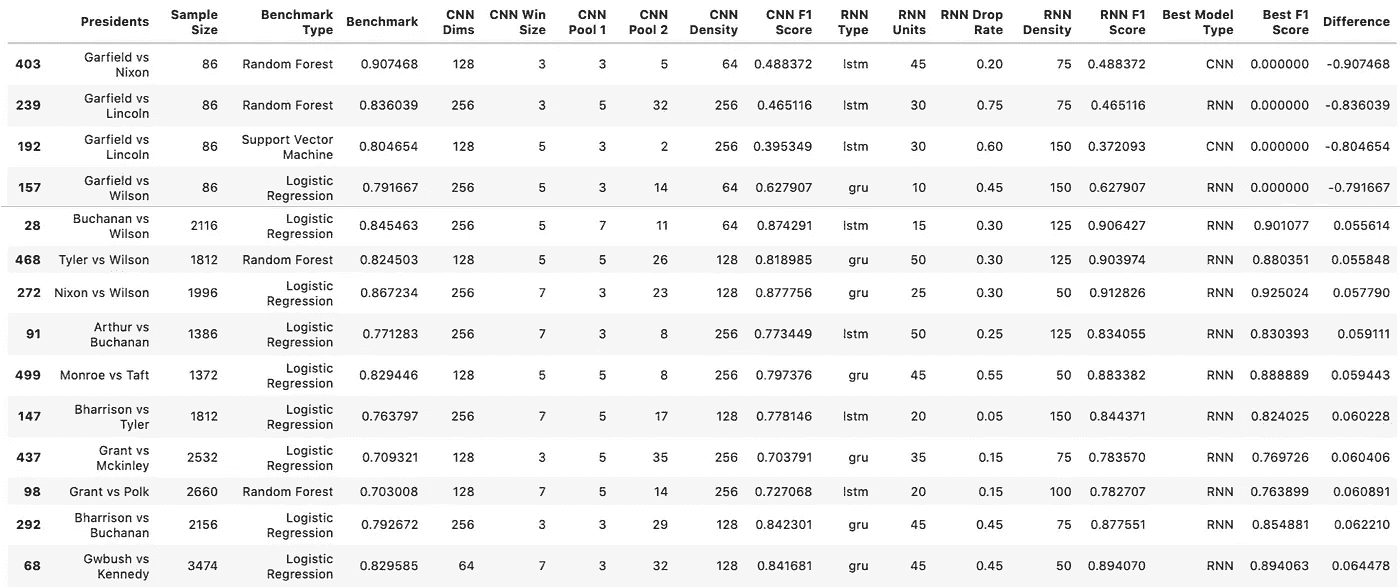 Presidents Sample Size Benchmark Type Benchmark CNN Dims CNN Win Size CNN Pool 1 CNN Pool 2 CNN Density CNN F1 Score RNN Type RNN Units RNN Drop Rate RNN Density RNN F1 Score Best Model Type Best F1 Score Difference
403 Garfield vs Nixon 86 Random Forest 0.907468 128 3 3 5 64 0.488372 lstm 45 0.20 75 0.488372 CNN 0.000000 -0.907468
239 Garfield vs Lincoln 86 Random Forest 0.836039 256 3 5 32 256 0.465116 lstm 30 0.75 75 0.465116 RNN 0.000000 -0.836039
192 Garfield vs Lincoln 86 Support Vector Machine 0.804654 128 5 3 2 256 0.395349 lstm 30 0.60 150 0.372093 CNN 0.000000 -0.804654
157 Garfield vs Wilson 86 Logistic Regression 0.791667 256 5 3 14 64 0.627907 gru 10 0.45 150 0.627907 RNN 0.000000 -0.791667
28 Buchanan vs Wilson 2116 Logistic Regression 0.845463 256 5 7 11 64 0.874291 lstm 15 0.30 125 0.906427 RNN 0.901077 0.055614
468 Tyler vs Wilson 1812 Random Forest 0.824503 128 5 5 26 128 0.818985 gru 50 0.30 125 0.903974 RNN 0.880351 0.055848
272 Nixon vs Wilson 1996 Logistic Regression 0.867234 256 7 3 23 128 0.877756 gru 25 0.30 50 0.912826 RNN 0.925024 0.057790
91 Arthur vs Buchanan 1386 Logistic Regression 0.771283 256 7 3 8 256 0.773449 lstm 50 0.25 125 0.834055 RNN 0.830393 0.059111
499 Monroe vs Taft 1372 Logistic Regression 0.829446 128 5 5 8 256 0.797376 gru 45 0.55 50 0.883382 RNN 0.888889 0.059443
147 Bharrison vs Tyler 1812 Logistic Regression 0.763797 256 7 5 17 128 0.778146 lstm 20 0.05 150 0.844371 RNN 0.824025 0.060228
437 Grant vs Mckinley 2532 Logistic Regression 0.709321 128 3 5 35 256 0.703791 gru 35 0.15 75 0.783570 RNN 0.769726 0.060406
98 Grant vs Polk 2660 Random Forest 0.703008 128 7 5 14 256 0.727068 lstm 20 0.15 100 0.782707 RNN 0.763899 0.060891
292 Bharrison vs Buchanan 2156 Logistic Regression 0.792672 256 3 3 29 128 0.842301 gru 45 0.45 75 0.877551 RNN 0.854881 0.062210
68 Gwbush vs Kennedy 3474 Logistic Regression 0.829585 64 7 3 32 128 0.841681 gru 45 0.45 50 0.894070 RNN 0.894063 0.064478